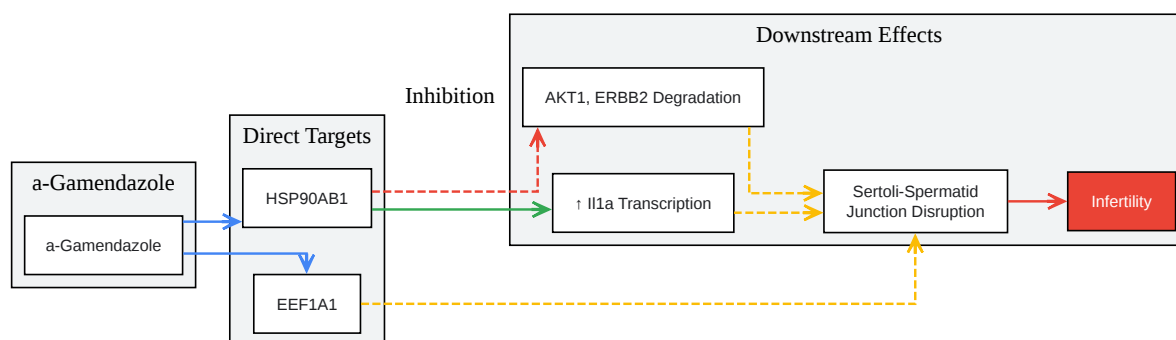 a-Gamendazole
a-Gamendazole
Direct Targets
HSP90AB1
EEF1A1
Inhibition
Downstream Effects
AKT1, ERBB2 Degradation
↑ Il1a Transcription
Sertoli-Spermatid
Junction Disruption
Infertility